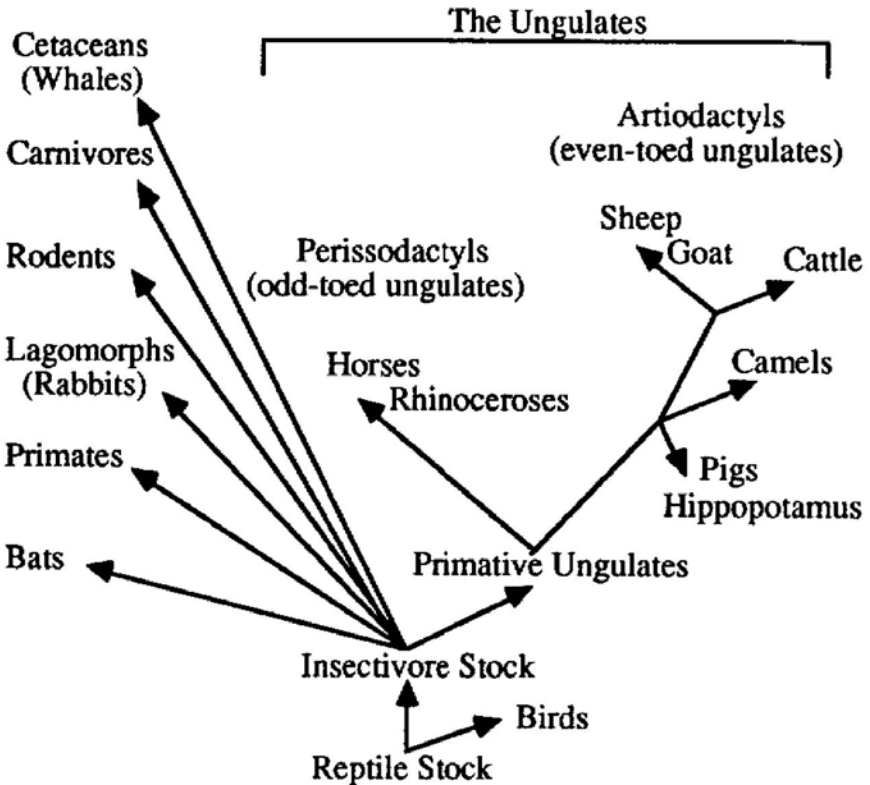 The Ungulates
Cetaceans
(Whales)
Carnivores
Artiodactyls
(even-toed ungulates)
Sheep
Goat
Cattle
Rodents
Perissodactyls
(odd-toed ungulates)
Lagomorphs
(Rabbits)
Horses
Rhinoceroses
Camels
Primates
Pigs
Hippopotamus
Bats
Primative Ungulates
Insectivore Stock
Birds
Reptile Stock